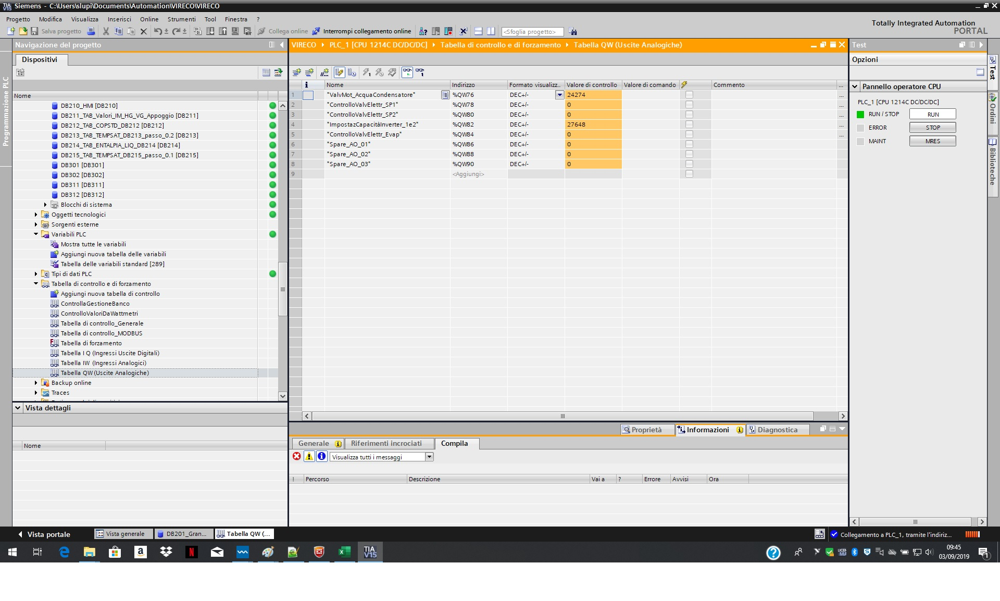 Siemens - C:\Users\slupi\Documents\Automation\VIRECO\VIRECO
Progetto Modifica Visualizza Inserisci Online Strumenti Tool Finestra ?
Salva progetto Collega online Interrompi collegamento online <Sfoglia progetto>
Totally Integrated Automation
PORTAL
Programmazione PLC
Navigazione del progetto
Dispositivi
Nome
DB210_HMI [DB210]
DB211_TAB_Valori_IM_HG_VG_Appoggio [DB211]
DB212_TAB_COPSTD_DB212 [DB212]
DB213_TAB_TEMPSAT_DB213_passo_0.2 [DB213]
DB214_TAB_ENTALPIA_LIQ_DB214 [DB214]
DB215_TAB_TEMPSAT_DB215_passo_0.1 [DB215]
DB301 [DB301]
DB302 [DB302]
DB311 [DB311]
DB312 [DB312]
Blocchi di sistema
Oggetti tecnologici
Sorgenti esterne
Variabili PLC
Mostra tutte le variabili
Aggiungi nuova tabella delle variabili
Tabella delle variabili standard [289]
Tipi di dati PLC
Tabella di controllo e di forzamento
Aggiungi nuova tabella di controllo
ControllaGestioneBanco
ControlloValoriDaWattmetri
Tabella di controllo_Generale
Tabella di controllo_MODBUS
Tabella di forzamento
Tabella I Q (Ingressi Uscite Digitali)
Tabella IW (Ingressi Analogici)
Tabella QW (Uscite Analogiche)
Backup online
Traces
Vista dettagli
Nome
VIRECO PLC_1 [CPU 1214C DC/DC/DC] Tabella di controllo e di forzamento Tabella QW (Uscite Analogiche)
i Nome Indirizzo Formato visualizz.. Valore di controllo Valore di comando Commento ...
1 "ValvMot_AcquaCondensatore" %QW76 DEC+/- 24274 ...
2 "ControlloValvElettr_SP1" %QW78 DEC+/- 0 ...
3 "ControlloValvElettr_SP2" %QW80 DEC+/- 0 ...
4 "ImpostazCapacitàInverter_1e2" %QW82 DEC+/- 27648 ...
5 "ControlloValvElettr_Evap" %QW84 DEC+/- 0 ...
6 "Spare_AO_01" %QW86 DEC+/- 0
7 "Spare_AO_02" %QW88 DEC+/- 0
8 "Spare_AO_03" %QW90 DEC+/- 0
9 <Aggiungi>
Proprietà Informazioni Diagnostica
Generale Riferimenti incrociati Compila
Visualizza tutti i messaggi
! Percorso Descrizione Vai a ? Errore Avvisi Ora
Test
Opzioni
Pannello operatore CPU
PLC_1 [CPU 1214C DC/DC/DC]
RUN / STOP RUN
ERROR STOP
MAINT MRES
Test
Ordini
Biblioteche
Vista portale Vista generale DB201_Gran... Tabella QW (... Collegamento a PLC_1, tramite l'indiriz...
TIA
V15
09:45
03/09/2019
1